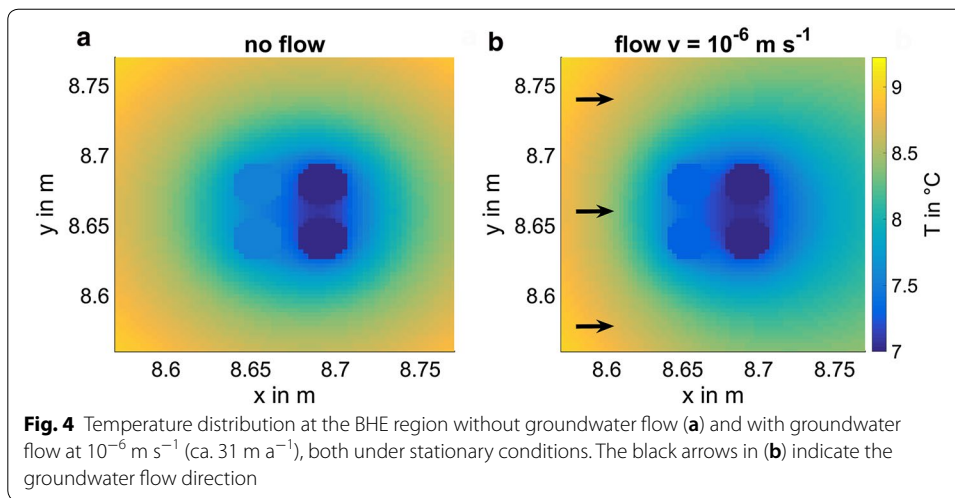 a
no flow
y in m
8.75
8.7
8.65
8.6
8.6 8.65 8.7 8.75
x in m
b
flow v = 10⁻⁶ m s⁻¹
y in m
8.75
8.7
8.65
8.6
8.6 8.65 8.7 8.75
x in m
9
8.5
8
7.5
7
T in °C
Fig. 4 Temperature distribution at the BHE region without groundwater flow (a) and with groundwater
flow at 10⁻⁶ m s⁻¹ (ca. 31 m a⁻¹), both under stationary conditions. The black arrows in (b) indicate the
groundwater flow direction